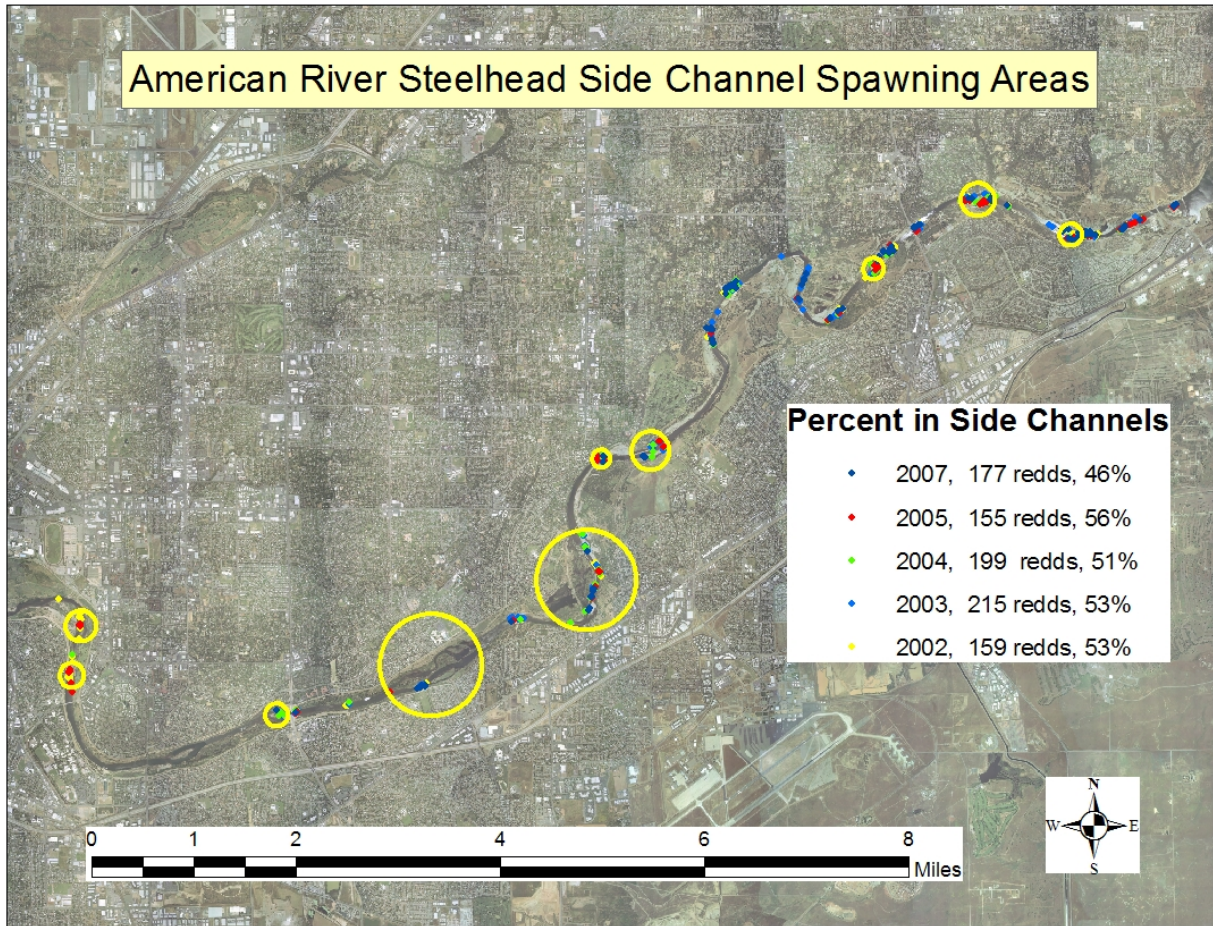 American River Steelhead Side Channel Spawning Areas
Percent in Side Channels
2007, 177 redds, 46%
2005, 155 redds, 56%
2004, 199 redds, 51%
2003, 215 redds, 53%
2002, 159 redds, 53%
N
W E
S
0 1 2 4 6 8
Miles